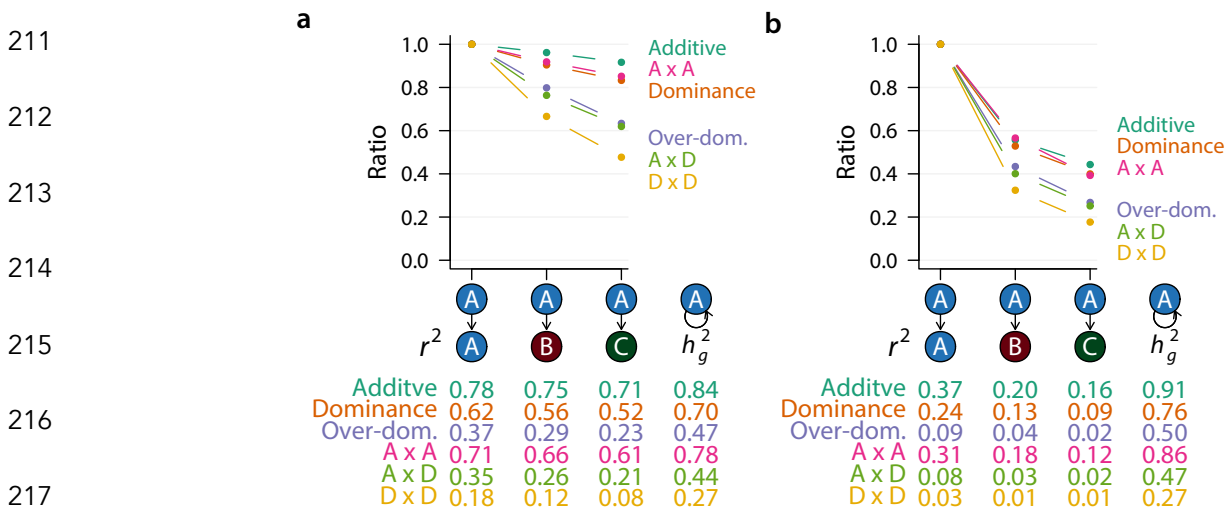 211
212
213
214
215
216
217
a
Ratio
1.0
0.8
0.6
0.4
0.2
0.0
Additive
A x A
Dominance
Over-dom.
A x D
D x D
A A A A
r² A B C h_g²
Additve 0.78 0.75 0.71 0.84
Dominance 0.62 0.56 0.52 0.70
Over-dom. 0.37 0.29 0.23 0.47
A x A 0.71 0.66 0.61 0.78
A x D 0.35 0.26 0.21 0.44
D x D 0.18 0.12 0.08 0.27
b
Ratio
1.0
0.8
0.6
0.4
0.2
0.0
Additive
Dominance
A x A
Over-dom.
A x D
D x D
A A A A
r² A B C h_g²
Additve 0.37 0.20 0.16 0.91
Dominance 0.24 0.13 0.09 0.76
Over-dom. 0.09 0.04 0.02 0.50
A x A 0.31 0.18 0.12 0.86
A x D 0.08 0.03 0.02 0.47
D x D 0.03 0.01 0.01 0.27